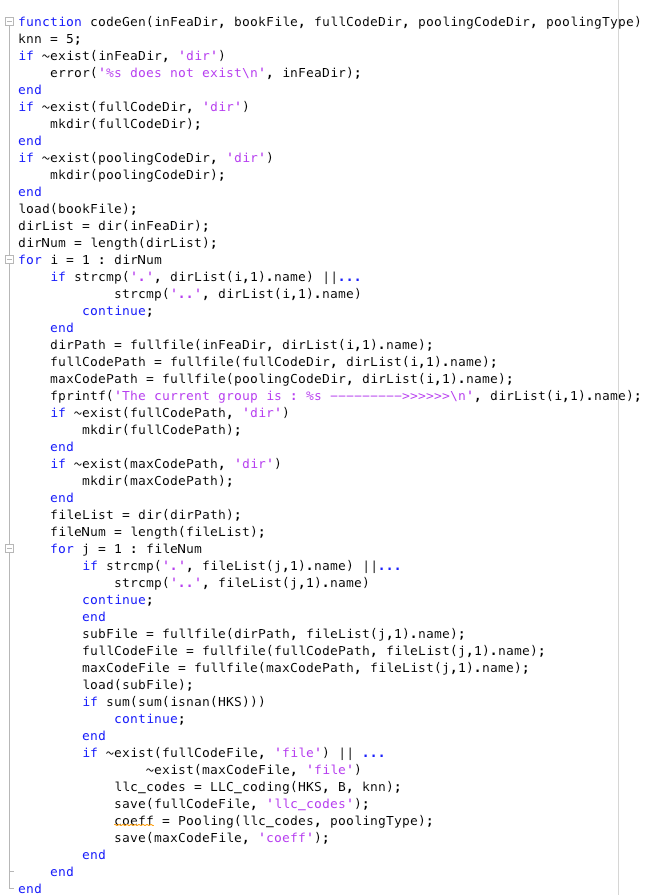 function codeGen(inFeaDir, bookFile, fullCodeDir, poolingCodeDir, poolingType)
knn = 5;
if ~exist(inFeaDir, 'dir')
    error('%s does not exist\n', inFeaDir);
end
if ~exist(fullCodeDir, 'dir')
    mkdir(fullCodeDir);
end
if ~exist(poolingCodeDir, 'dir')
    mkdir(poolingCodeDir);
end
load(bookFile);
dirList = dir(inFeaDir);
dirNum = length(dirList);
for i = 1 : dirNum
    if strcmp('.', dirList(i,1).name) ||...
            strcmp('..', dirList(i,1).name)
        continue;
    end
    dirPath = fullfile(inFeaDir, dirList(i,1).name);
    fullCodePath = fullfile(fullCodeDir, dirList(i,1).name);
    maxCodePath = fullfile(poolingCodeDir, dirList(i,1).name);
    fprintf('The current group is : %s --------->>>>>>\n', dirList(i,1).name);
    if ~exist(fullCodePath, 'dir')
        mkdir(fullCodePath);
    end
    if ~exist(maxCodePath, 'dir')
        mkdir(maxCodePath);
    end
    fileList = dir(dirPath);
    fileNum = length(fileList);
    for j = 1 : fileNum
        if strcmp('.', fileList(j,1).name) ||...
            strcmp('..', fileList(j,1).name)
        continue;
        end
        subFile = fullfile(dirPath, fileList(j,1).name);
        fullCodeFile = fullfile(fullCodePath, fileList(j,1).name);
        maxCodeFile = fullfile(maxCodePath, fileList(j,1).name);
        load(subFile);
        if sum(sum(isnan(HKS)))
            continue;
        end
        if ~exist(fullCodeFile, 'file') || ...
                ~exist(maxCodeFile, 'file')
            llc_codes = LLC_coding(HKS, B, knn);
            save(fullCodeFile, 'llc_codes');
            coeff = Pooling(llc_codes, poolingType);
            save(maxCodeFile, 'coeff');
        end
    end
end